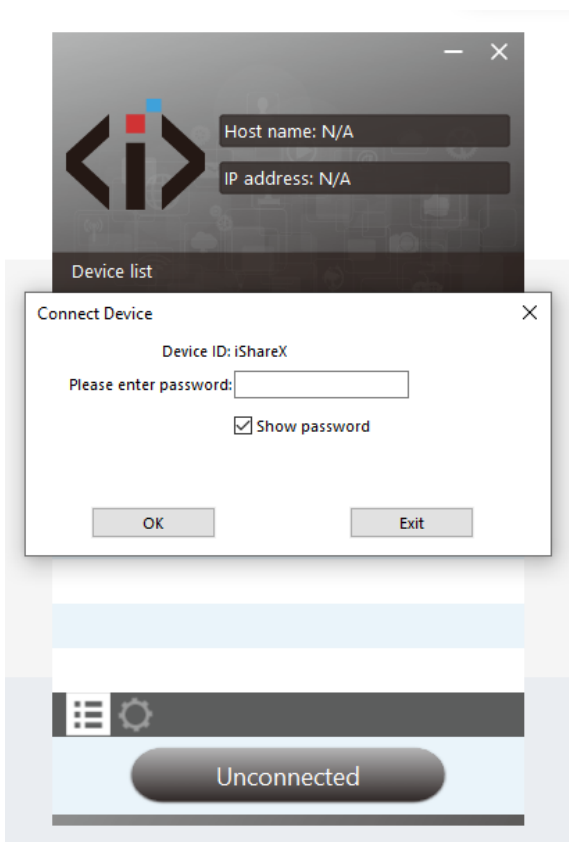 Host name: N/A
IP address: N/A
Device list
Connect Device
Device ID: iShareX
Please enter password:
Show password
OK Exit
Unconnected